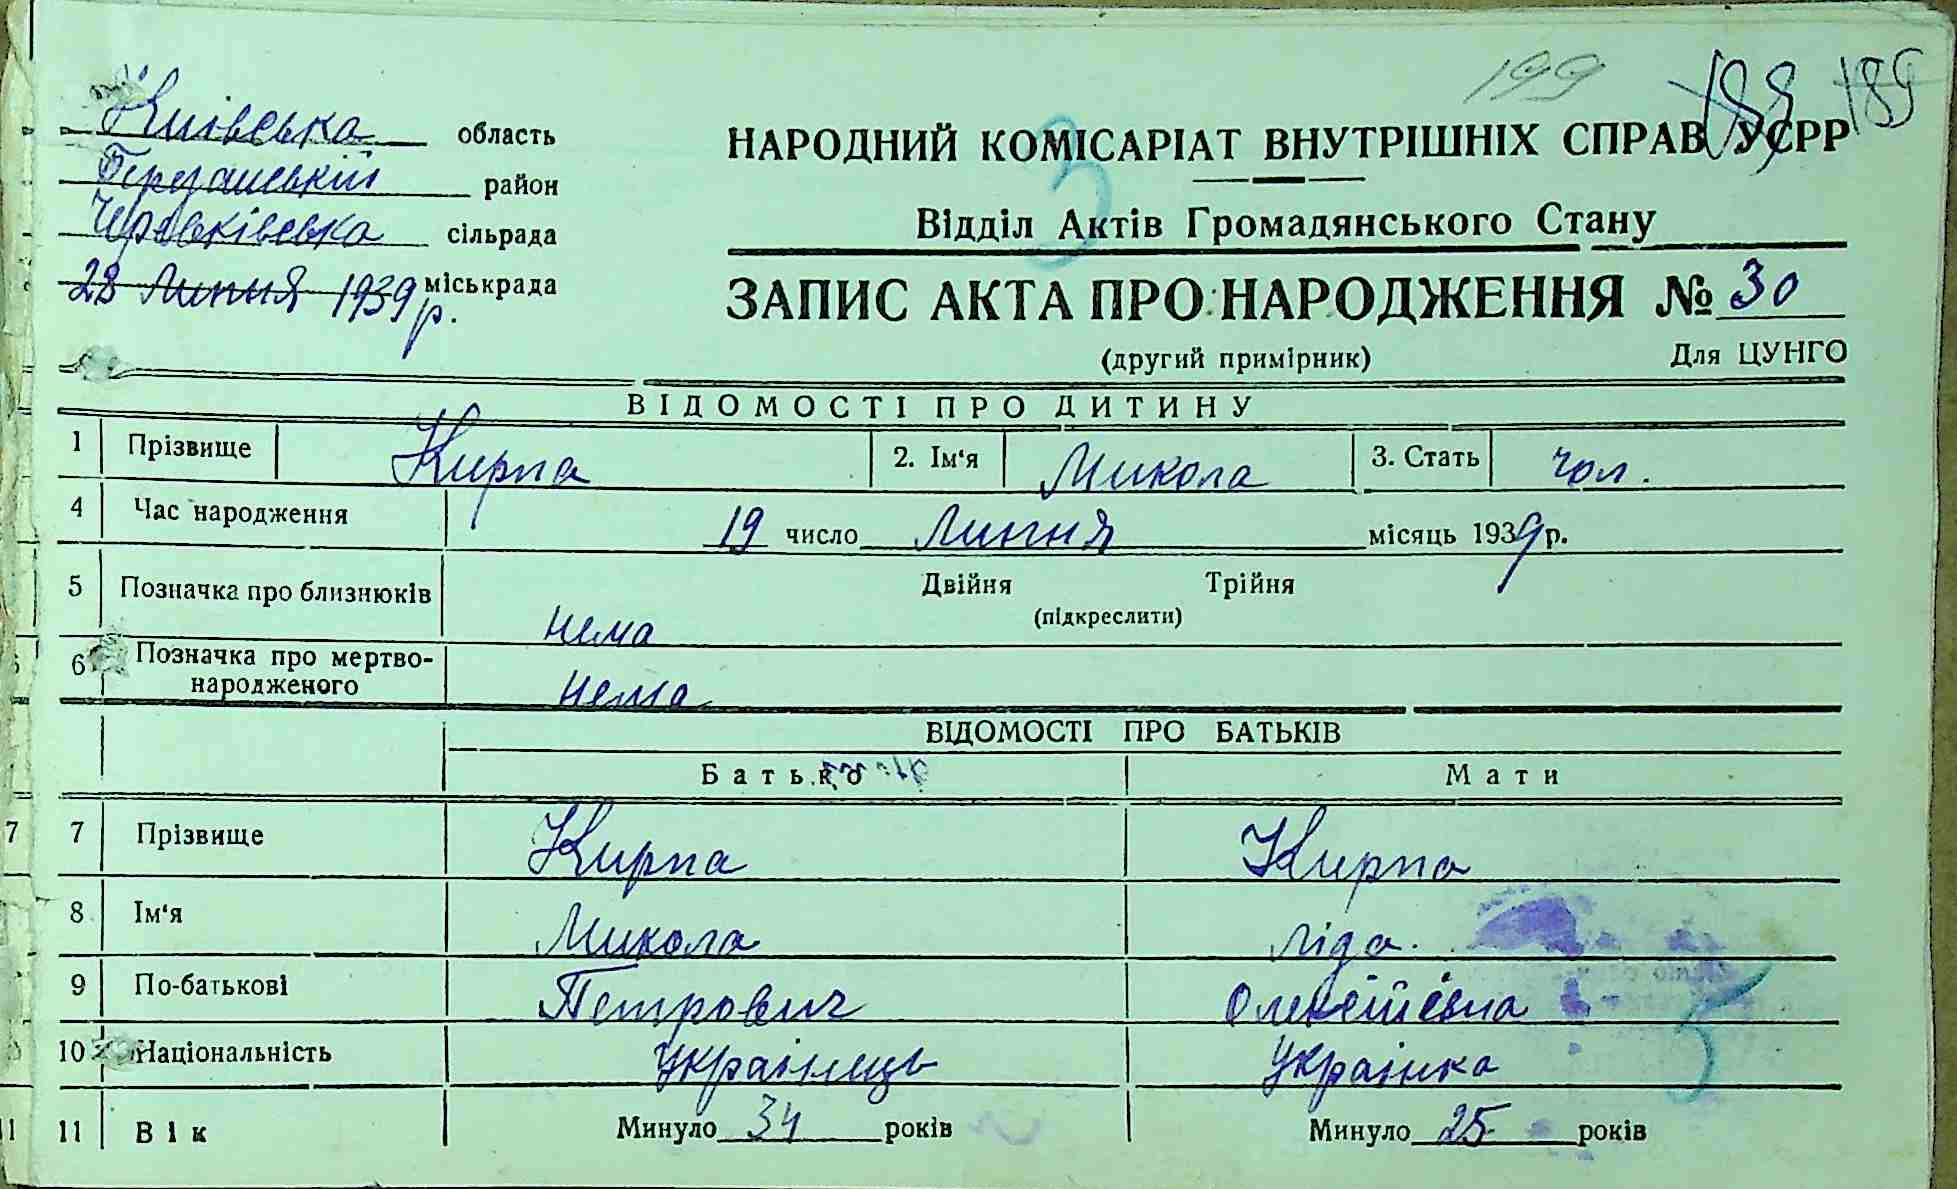 199 189 189
Київська область
район
сільрада
28 Липня 1939 р. міськрада
НАРОДНИЙ КОМІСАРІАТ ВНУТРІШНІХ СПРАВ УСРР
Відділ Актів Громадянського Стану
ЗАПИС АКТА ПРО НАРОДЖЕННЯ № 30
(другий примірник) Для ЦУНГО
3
ВІДОМОСТІ ПРО ДИТИНУ
1 Прізвище Кирпа 2. Ім'я Микола 3. Стать чол.
4 Час народження 19 число Липня місяць 1939 р.
5 Позначка про близнюків нема Двійня Трійня
(підкреслити)
6 Позначка про мертво-
народженого нема
ВІДОМОСТІ ПРО БАТЬКІВ
Батько Мати
7 7 Прізвище Кирпа Кирпа
8 Ім'я Микола Ліда.
9 По-батькові Петрович Олексіївна
10 Національність Українець Українка
11 Вік Минуло 34 років Минуло 25 років